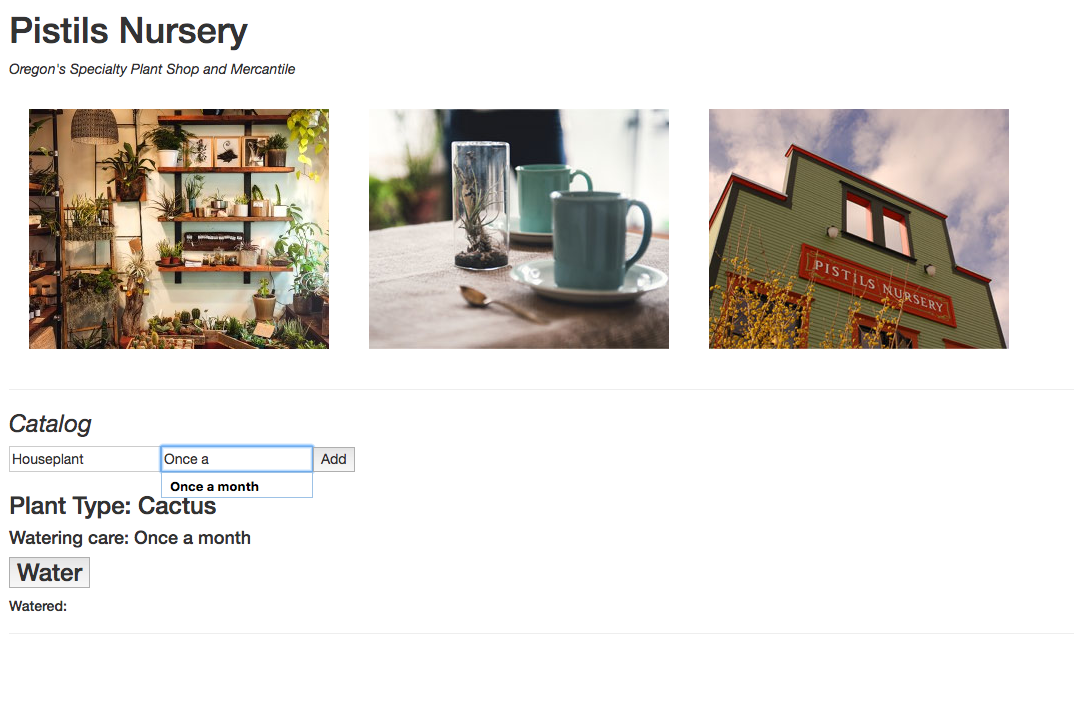 Pistils Nursery
Oregon's Specialty Plant Shop and Mercantile
PISTILS NURSERY
Catalog
Houseplant Once a Add
Once a month
Plant Type: Cactus
Watering care: Once a month
Water
Watered: